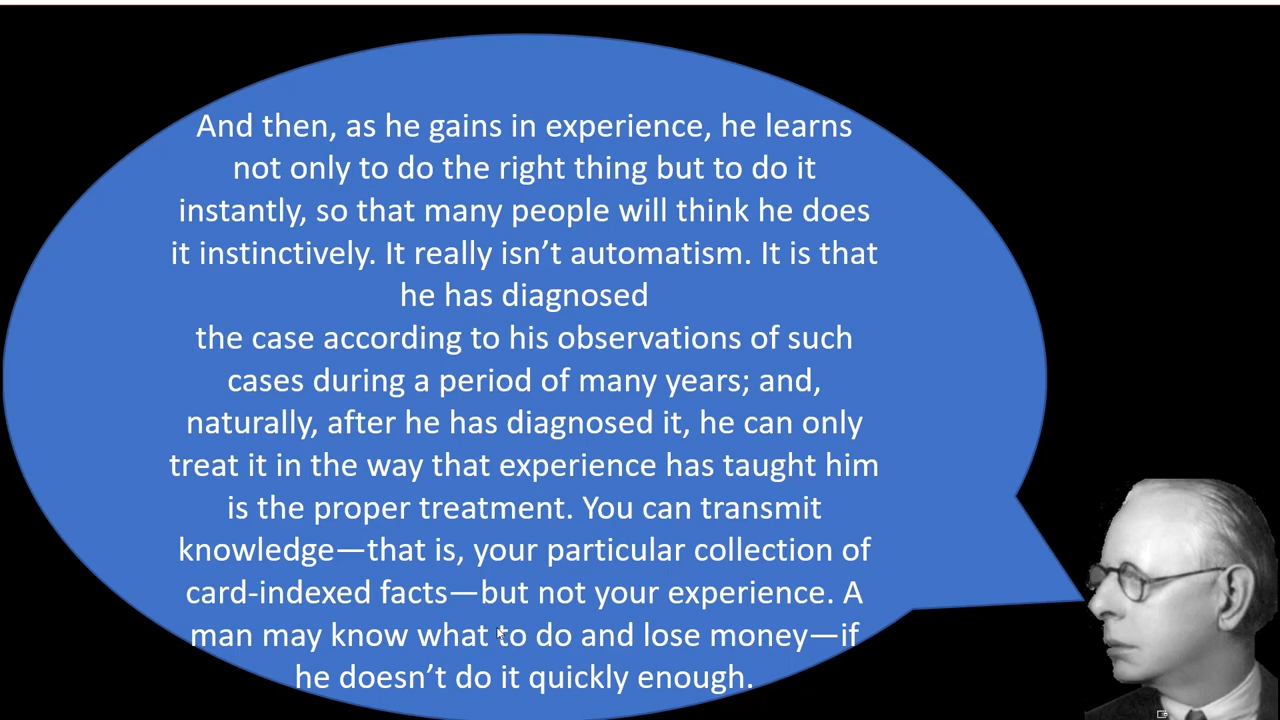 And then, as he gains in experience, he learns
not only to do the right thing but to do it
instantly, so that many people will think he does
it instinctively. It really isn’t automatism. It is that
he has diagnosed
the case according to his observations of such
cases during a period of many years; and,
naturally, after he has diagnosed it, he can only
treat it in the way that experience has taught him
is the proper treatment. You can transmit
knowledge—that is, your particular collection of
card-indexed facts—but not your experience. A
man may know what to do and lose money—if
he doesn’t do it quickly enough.